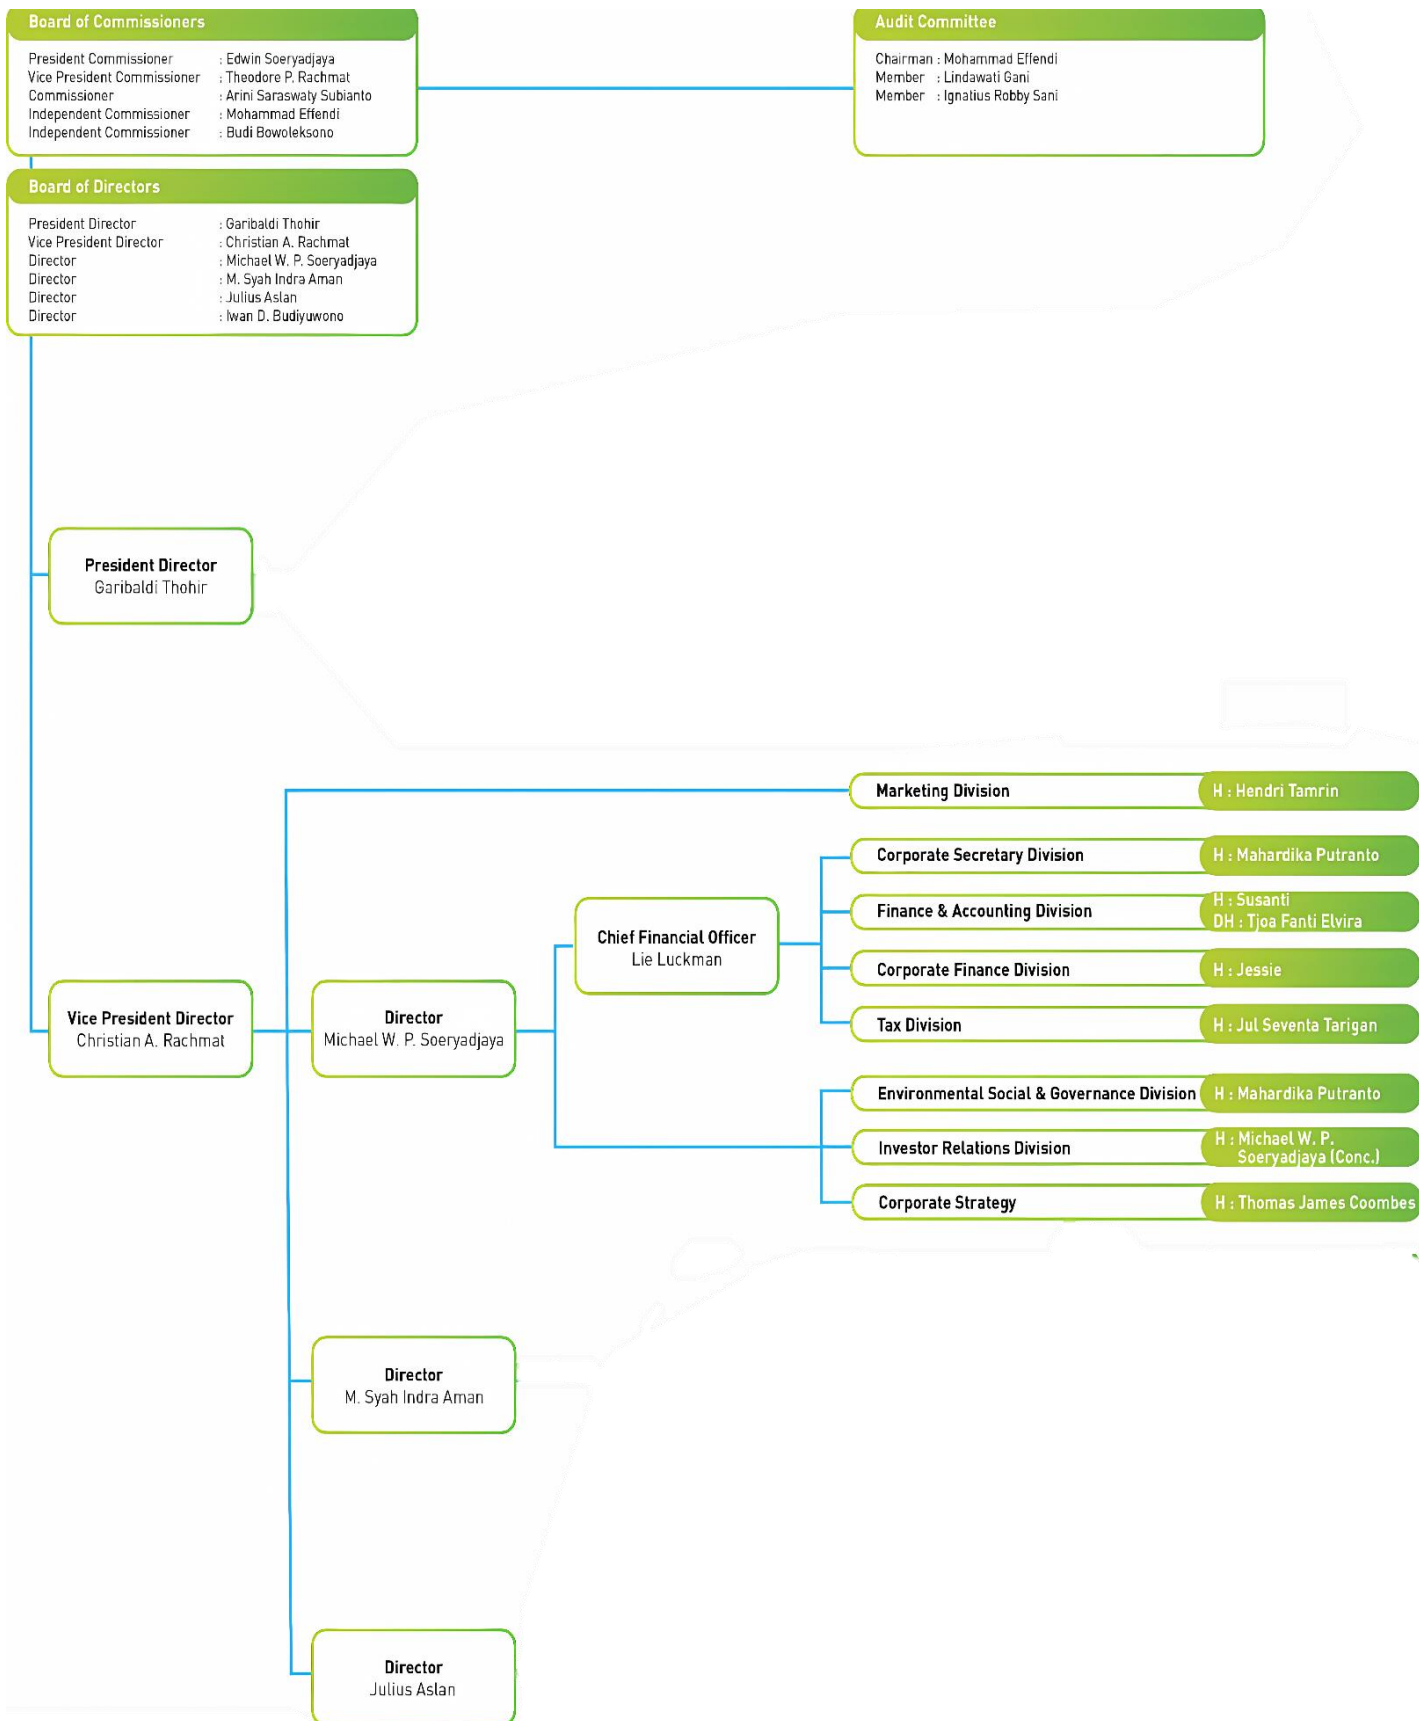 Board of Commissioners
President Commissioner : Edwin Soeryadjaya
Vice President Commissioner : Theodore P. Rachmat
Commissioner : Arini Saraswaty Subianto
Independent Commissioner : Mohammad Effendi
Independent Commissioner : Budi Bowoleksono
Audit Committee
Chairman : Mohammad Effendi
Member : Lindawati Gani
Member : Ignatius Robby Sani
Board of Directors
President Director : Garibaldi Thohir
Vice President Director : Christian A. Rachmat
Director : Michael W. P. Soeryadjaya
Director : M. Syah Indra Aman
Director : Julius Aslan
Director : Iwan D. Budiyuwono
President Director
Garibaldi Thohir
Vice President Director
Christian A. Rachmat
Director
Michael W. P. Soeryadjaya
Chief Financial Officer
Lie Luckman
Marketing Division H : Hendri Tamrin
Corporate Secretary Division H : Mahardika Putranto
Finance & Accounting Division H : Susanti
DH : Tjoa Fanti Elvira
Corporate Finance Division H : Jessie
Tax Division H : Jul Seventa Tarigan
Environmental Social & Governance Division H : Mahardika Putranto
Investor Relations Division H : Michael W. P.
Soeryadjaya (Conc.)
Corporate Strategy H : Thomas James Coombes
Director
M. Syah Indra Aman
Director
Julius Aslan